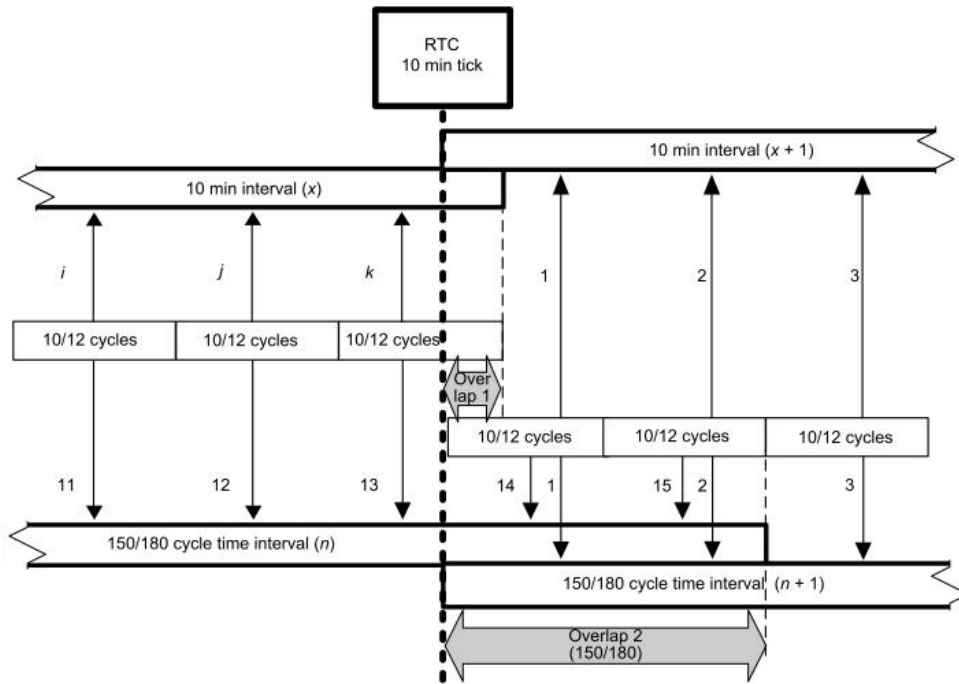 RTC
10 min tick
10 min interval (x + 1)
10 min interval (x)
i
j
k
1
2
3
10/12 cycles
10/12 cycles
10/12 cycles
Over
lap 1
10/12 cycles
10/12 cycles
10/12 cycles
11
12
13
14
1
15
2
3
150/180 cycle time interval (n)
150/180 cycle time interval (n + 1)
Overlap 2
(150/180)